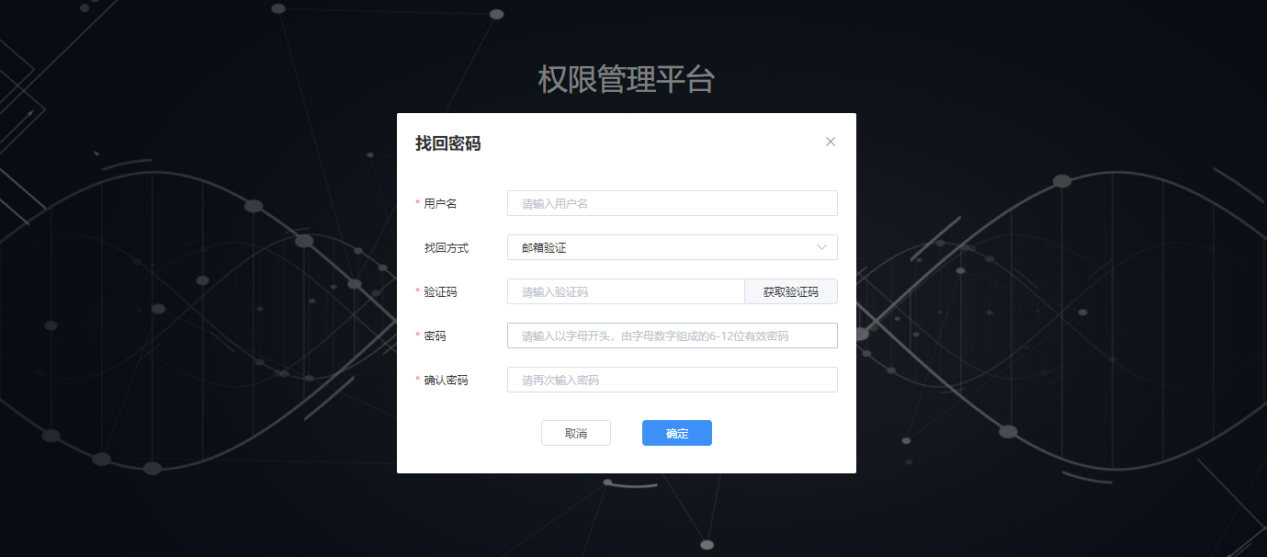 权限管理平台
找回密码
* 用户名 请输入用户名
找回方式 邮箱验证
* 验证码 请输入验证码 获取验证码
* 密码 请输入以字母开头，由字母数字组成的6-12位有效密码
* 确认密码 请再次输入密码
取消 确定